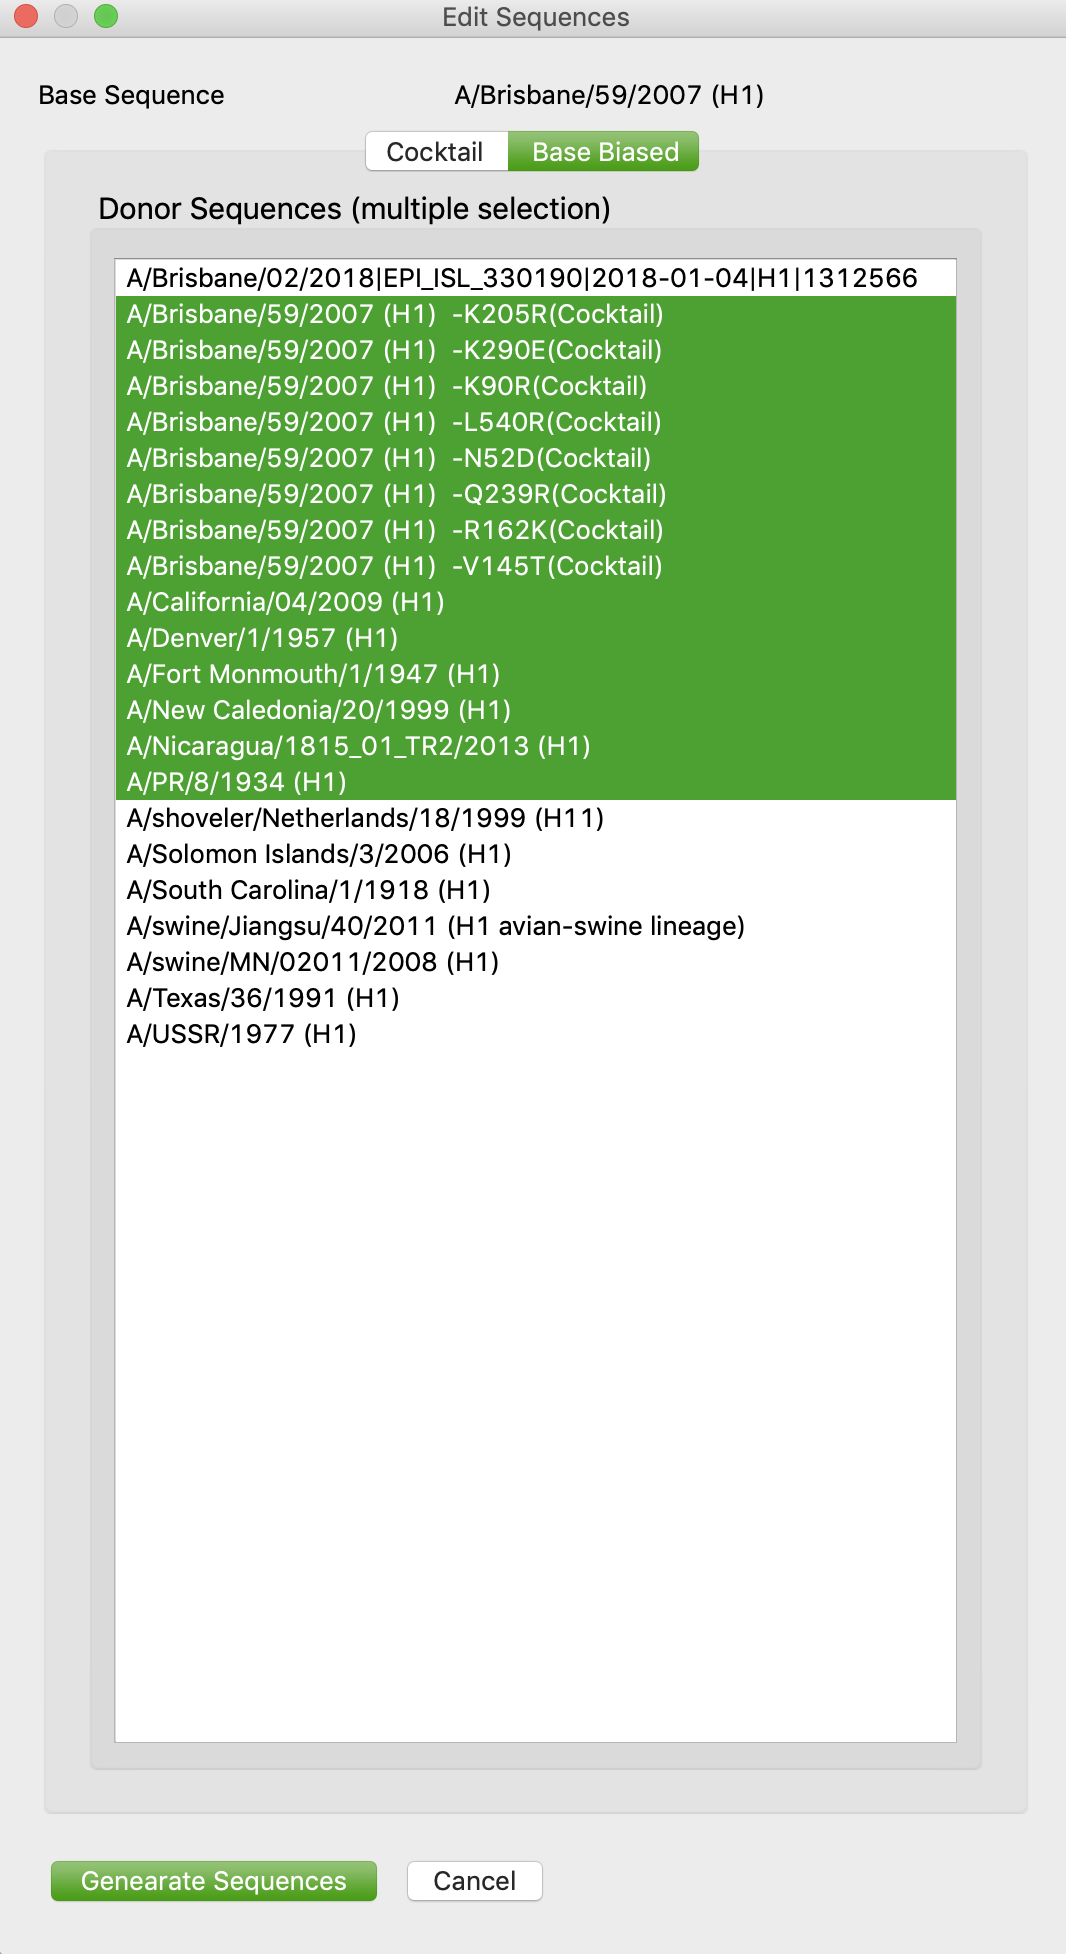 Edit Sequences
Base Sequence A/Brisbane/59/2007 (H1)
Cocktail Base Biased
Donor Sequences (multiple selection)
A/Brisbane/02/2018|EPI_ISL_330190|2018-01-04|H1|1312566
A/Brisbane/59/2007 (H1) -K205R(Cocktail)
A/Brisbane/59/2007 (H1) -K290E(Cocktail)
A/Brisbane/59/2007 (H1) -K90R(Cocktail)
A/Brisbane/59/2007 (H1) -L540R(Cocktail)
A/Brisbane/59/2007 (H1) -N52D(Cocktail)
A/Brisbane/59/2007 (H1) -Q239R(Cocktail)
A/Brisbane/59/2007 (H1) -R162K(Cocktail)
A/Brisbane/59/2007 (H1) -V145T(Cocktail)
A/California/04/2009 (H1)
A/Denver/1/1957 (H1)
A/Fort Monmouth/1/1947 (H1)
A/New Caledonia/20/1999 (H1)
A/Nicaragua/1815_01_TR2/2013 (H1)
A/PR/8/1934 (H1)
A/shoveler/Netherlands/18/1999 (H11)
A/Solomon Islands/3/2006 (H1)
A/South Carolina/1/1918 (H1)
A/swine/Jiangsu/40/2011 (H1 avian-swine lineage)
A/swine/MN/02011/2008 (H1)
A/Texas/36/1991 (H1)
A/USSR/1977 (H1)
Genearate Sequences Cancel